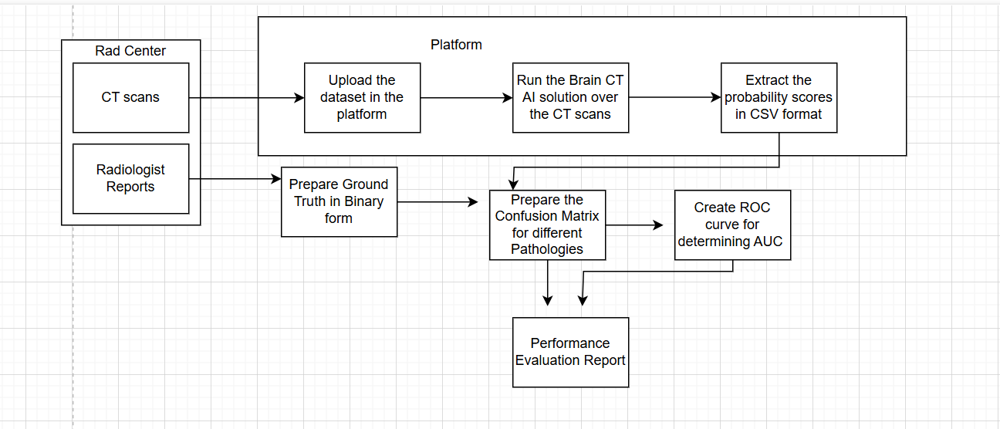 Platform
Rad Center
CT scans
Upload the
dataset in the
platform
Run the Brain CT
AI solution over
the CT scans
Extract the
probability scores
in CSV format
Radiologist
Reports
Prepare Ground
Truth in Binary
form
Prepare the
Confusion Matrix
for different
Pathologies
Create ROC
curve for
determining AUC
Performance
Evaluation Report